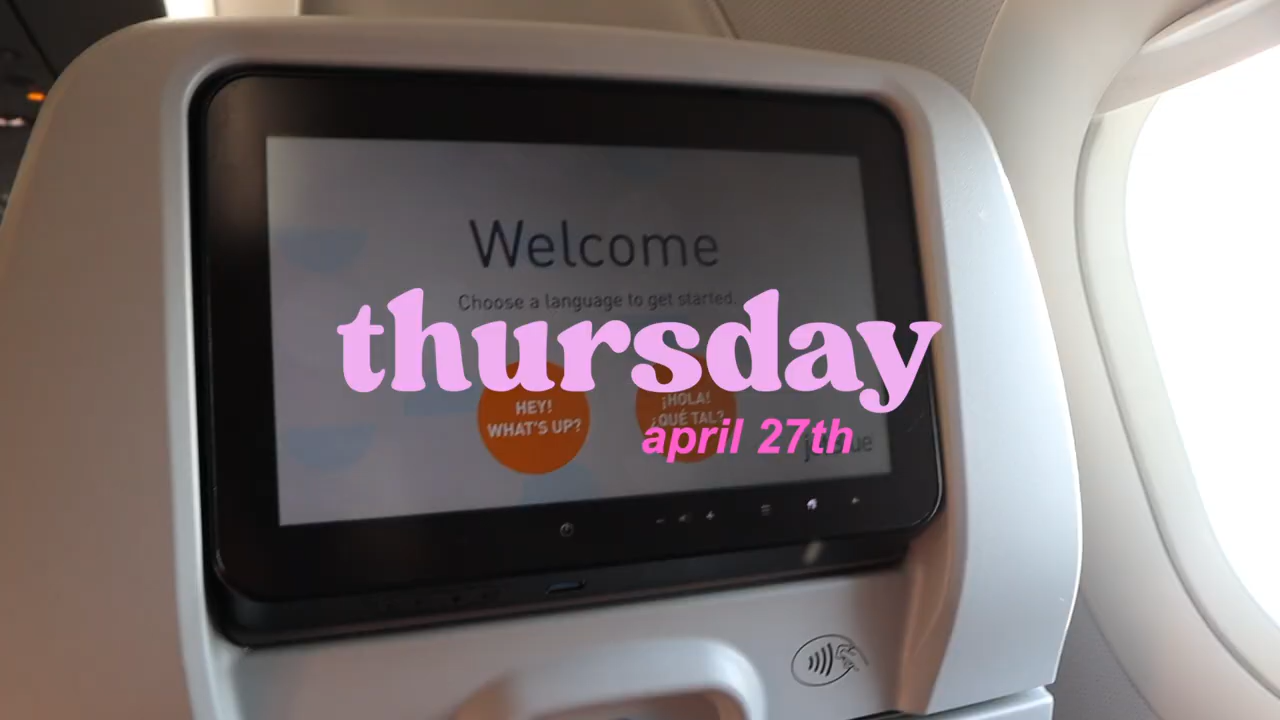 Welcome
Choose a language to get started.
thursday
HEY!
WHAT'S UP?
¡HOLA!
¿QUÉ TAL?
april 27th